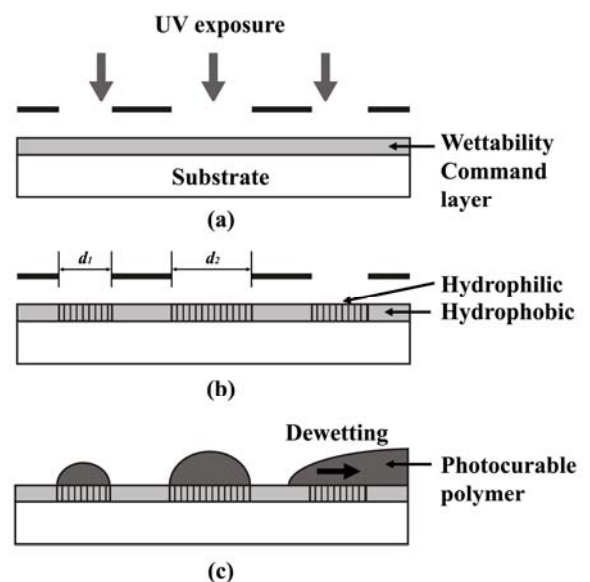 UV exposure
Wettability
Command
layer
Substrate
(a)
d1 d2
Hydrophilic
Hydrophobic
(b)
Dewetting
Photocurable
polymer
(c)